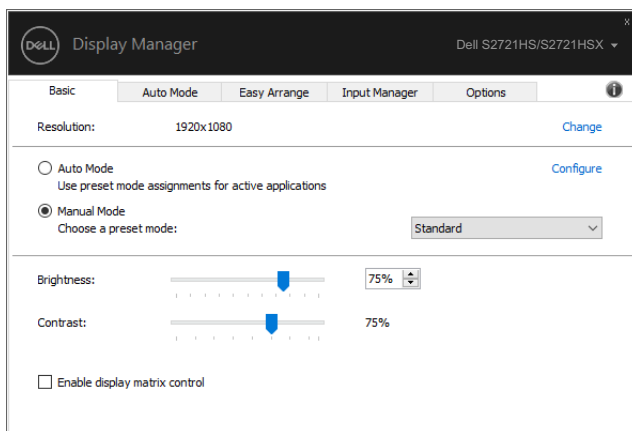 DELL Display Manager Dell S2721HS/S2721HSX
Basic Auto Mode Easy Arrange Input Manager Options
Resolution: 1920x1080 Change
Auto Mode Configure
Use preset mode assignments for active applications
Manual Mode
Choose a preset mode: Standard
Brightness: 75%
Contrast: 75%
Enable display matrix control